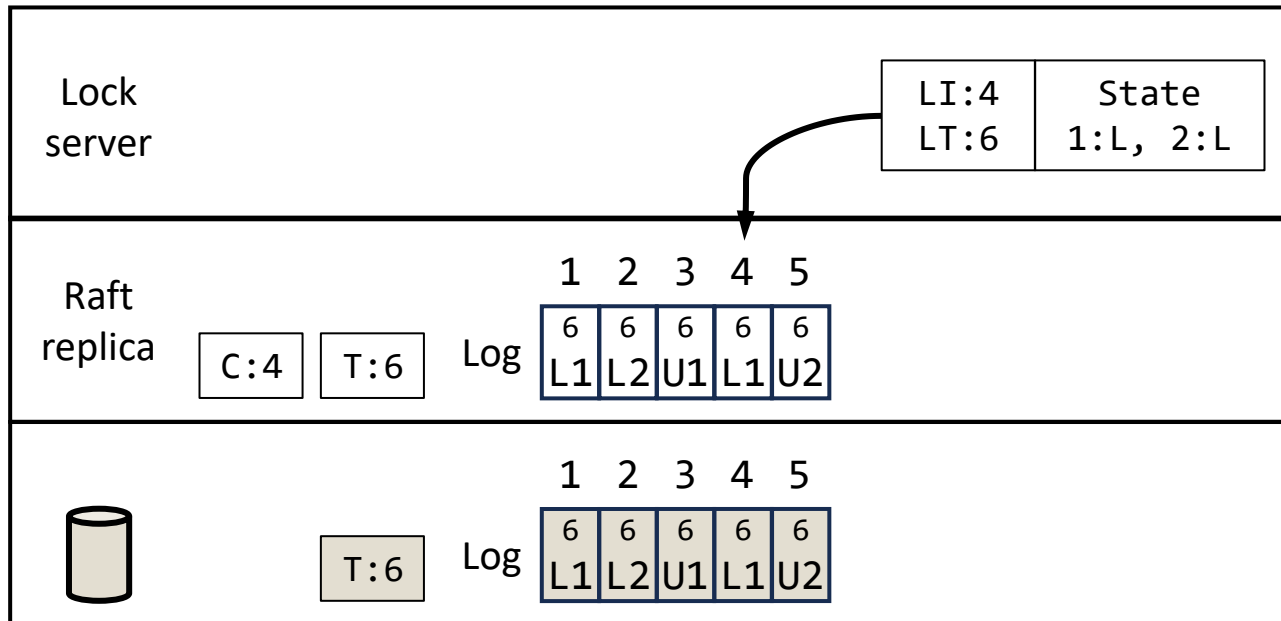 Lock
server
LI:4
LT:6
State
1:L, 2:L
Raft
replica
C:4
T:6
Log
1 2 3 4 5
6 6 6 6 6
L1 L2 U1 L1 U2
T:6
Log
1 2 3 4 5
6 6 6 6 6
L1 L2 U1 L1 U2